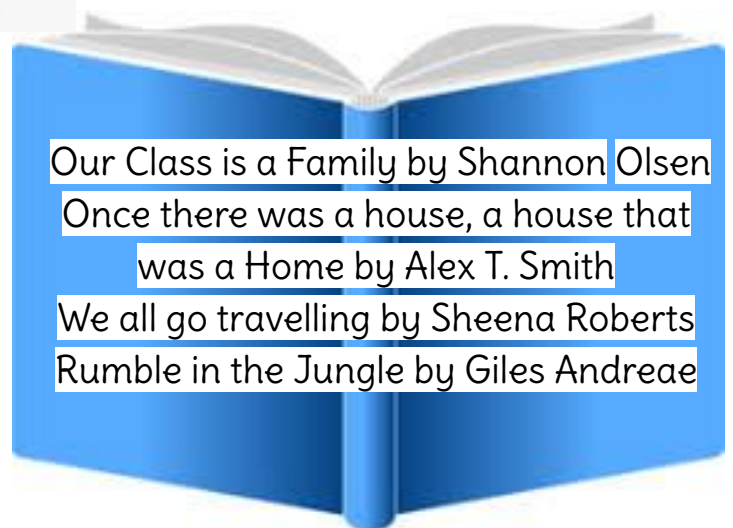 Our Class is a Family by Shannon Olsen
Once there was a house, a house that
was a Home by Alex T. Smith
We all go travelling by Sheena Roberts
Rumble in the Jungle by Giles Andreae